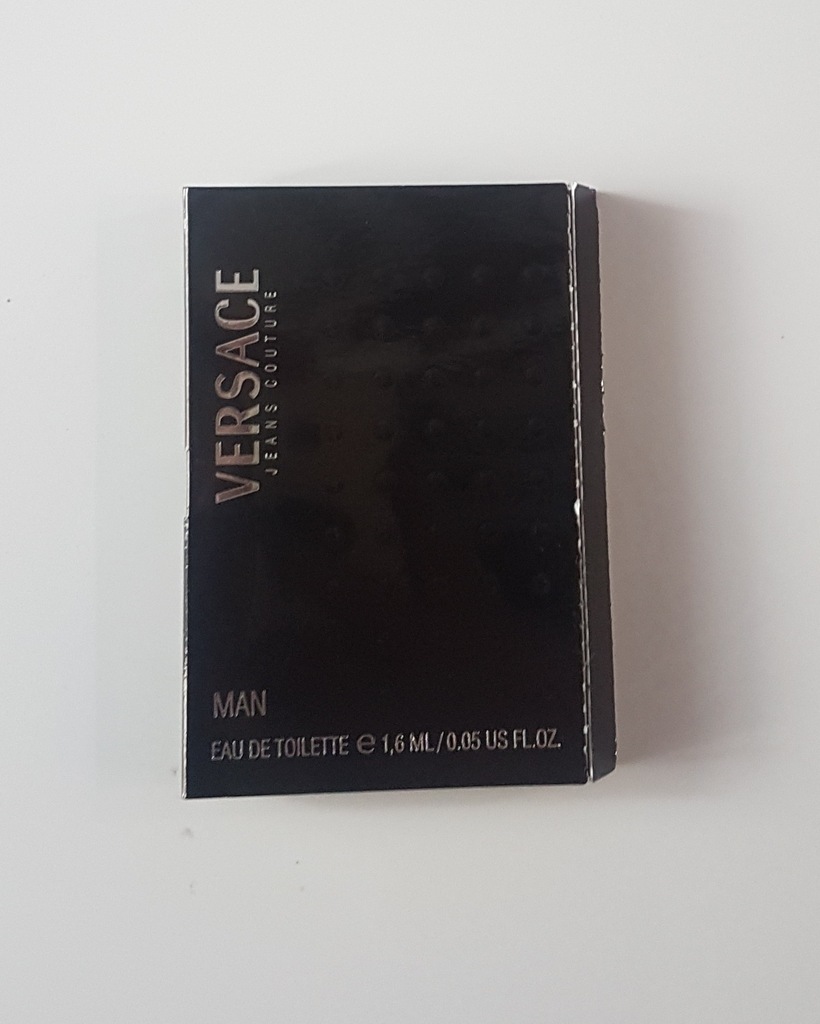 VERSACE
JEANS COUTURE
MAN
EAU DE TOILETTE e 1,6 ML/0.05 US FL.OZ.